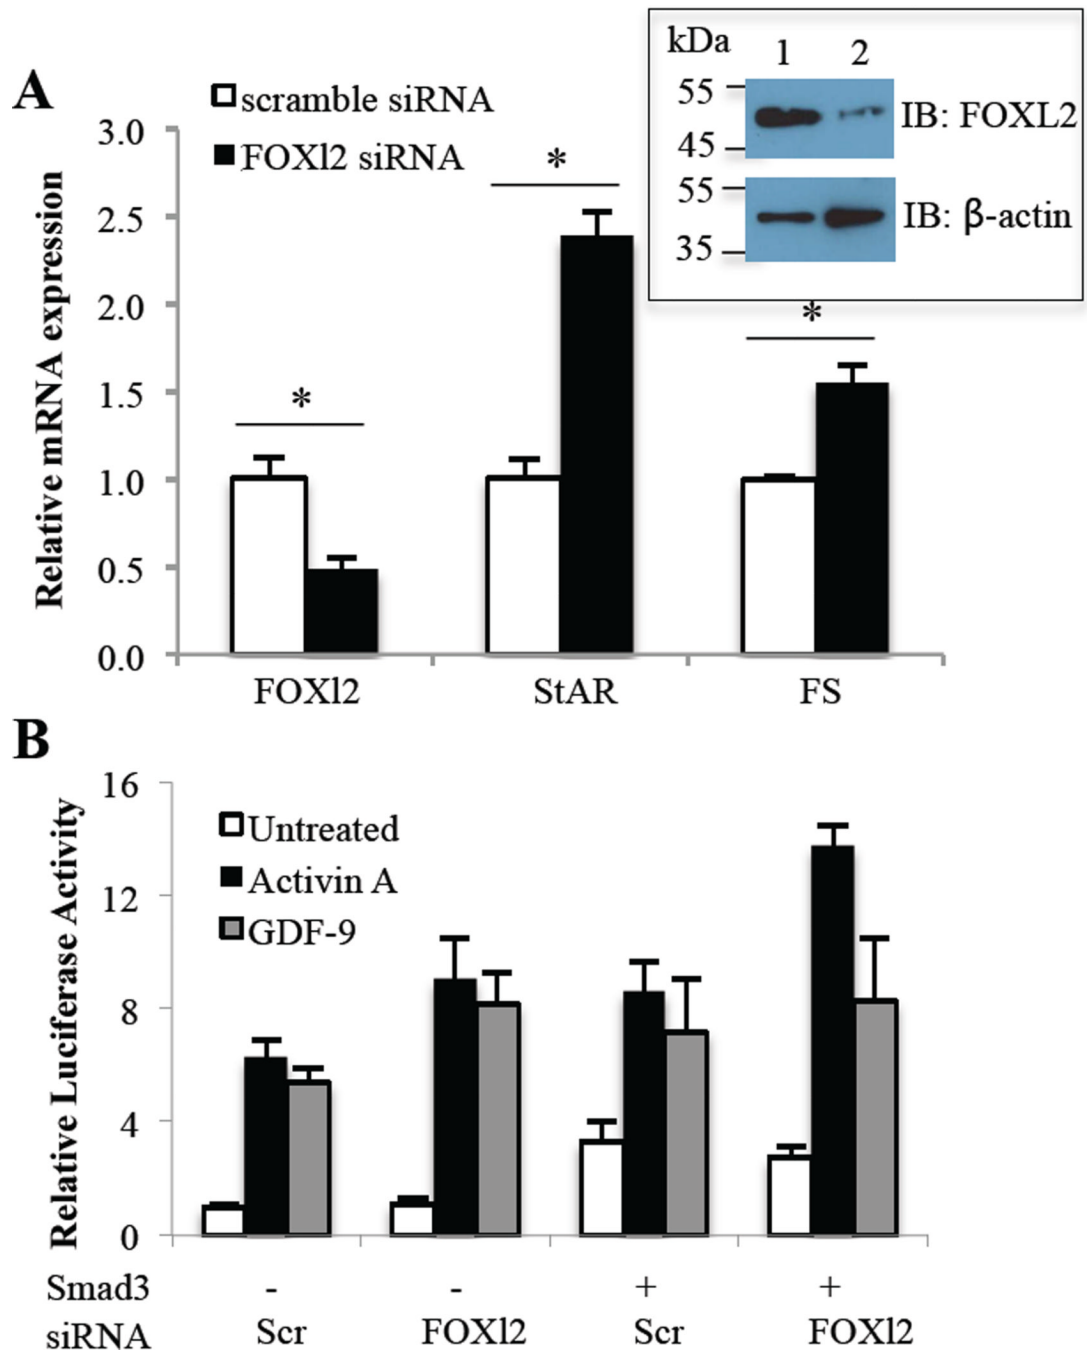 A
scramble siRNA
FOXl2 siRNA
kDa
1 2
55
45
IB: FOXL2
55
35
IB: β-actin
Relative mRNA expression
3.0
2.5
2.0
1.5
1.0
0.5
0.0
*
*
*
FOXl2 StAR FS
B
Untreated
Activin A
GDF-9
Relative Luciferase Activity
16
12
8
4
0
Smad3 - - + +
siRNA Scr FOXl2 Scr FOXl2